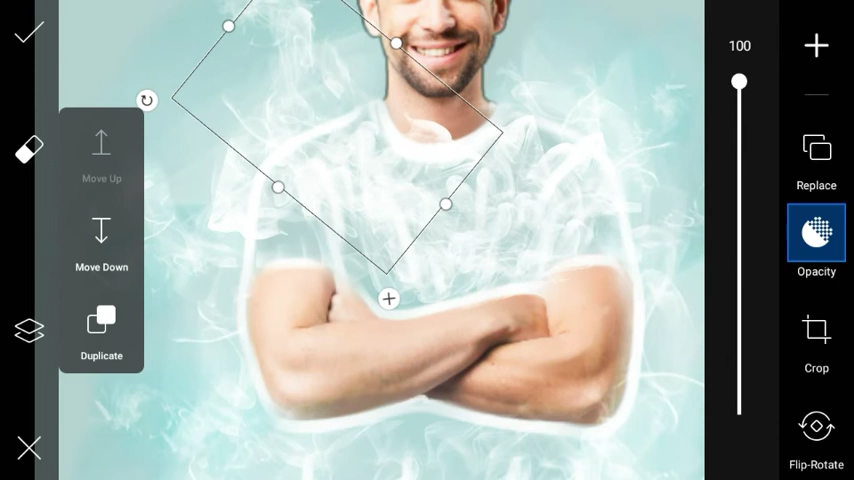 100
Move Up
Replace
Move Down
Opacity
Duplicate
Crop
Flip-Rotate